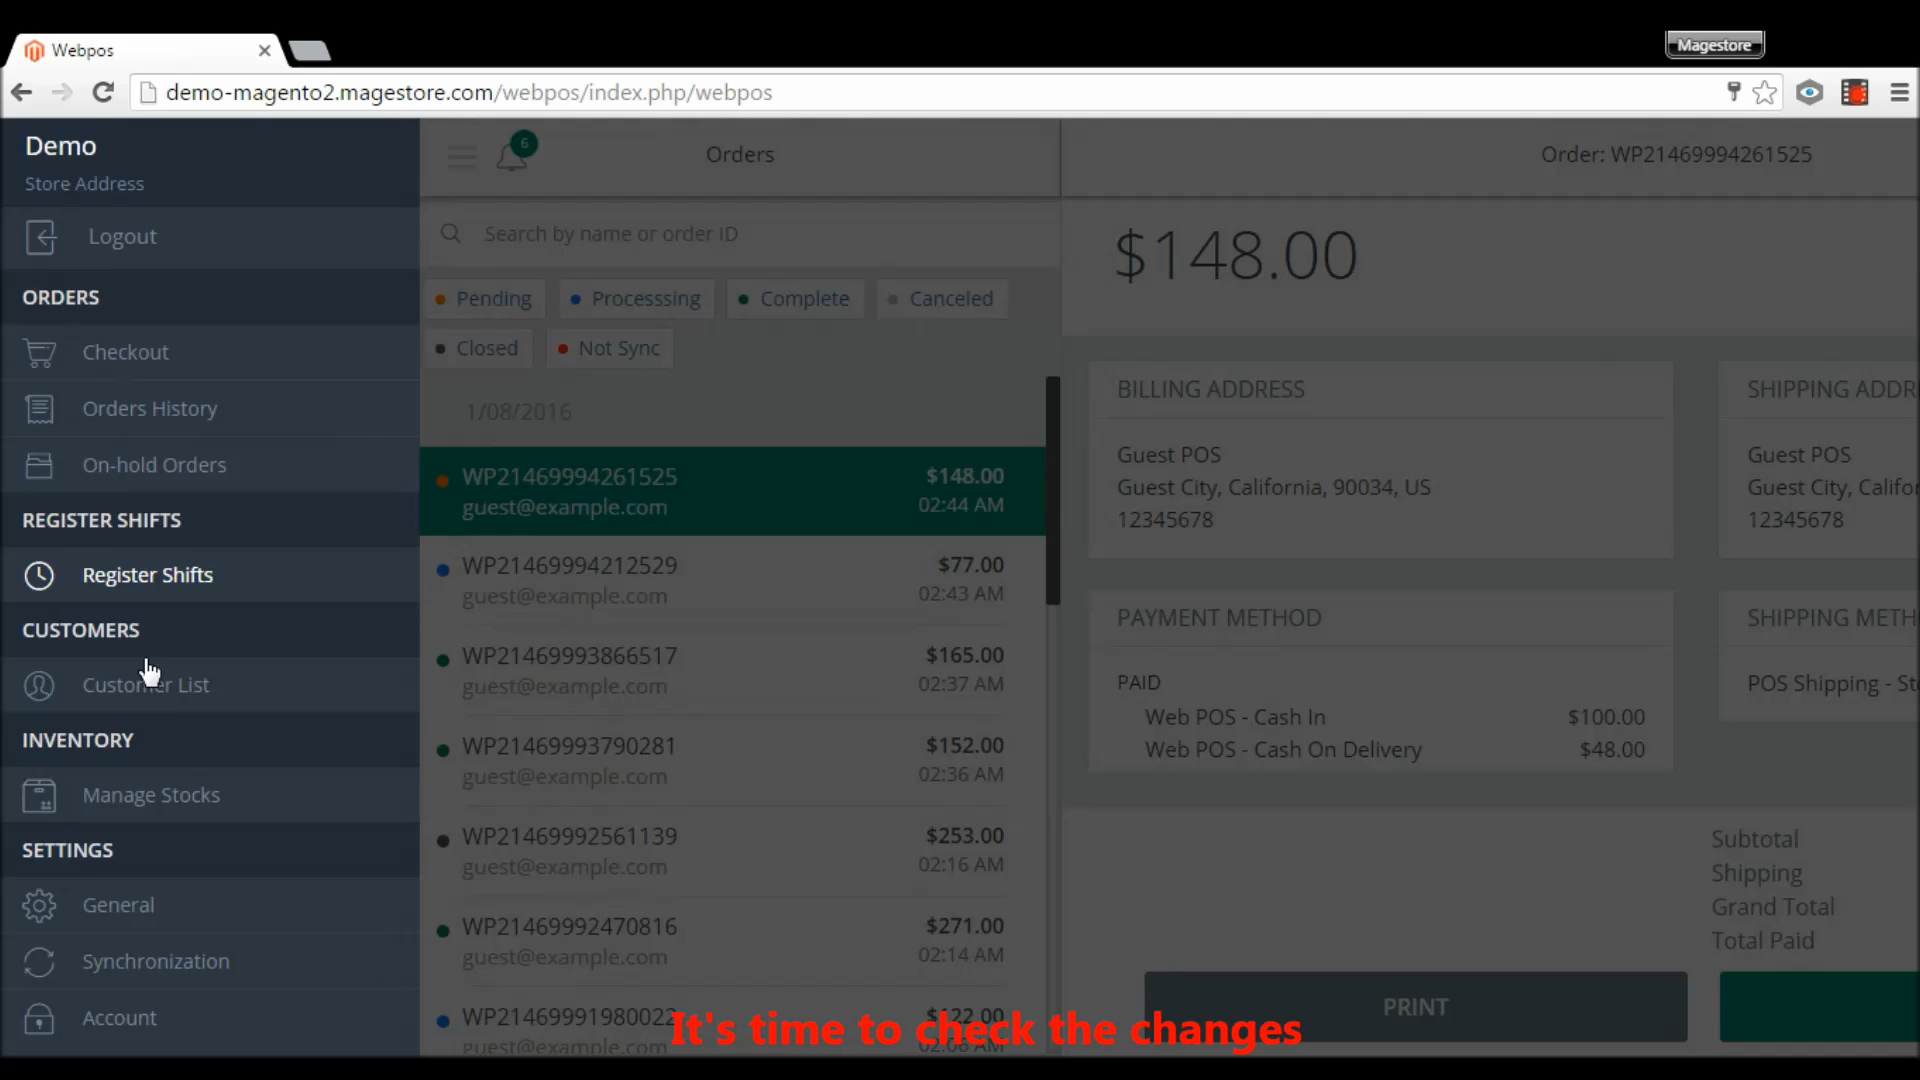 Webpos
Magestore
demo-magento2.magestore.com/webpos/index.php/webpos
Demo
Store Address
Logout
ORDERS
Checkout
Orders History
On-hold Orders
REGISTER SHIFTS
Register Shifts
CUSTOMERS
Customer List
INVENTORY
Manage Stocks
SETTINGS
General
Synchronization
Account
6
Orders
Search by name or order ID
Pending Processsing Complete Canceled
Closed Not Sync
1/08/2016
WP21469994261525 $148.00
guest@example.com 02:44 AM
WP21469994212529 $77.00
guest@example.com 02:43 AM
WP21469993866517 $165.00
guest@example.com 02:37 AM
WP21469993790281 $152.00
guest@example.com 02:36 AM
WP21469992561139 $253.00
guest@example.com 02:16 AM
WP21469992470816 $271.00
guest@example.com 02:14 AM
WP21469991980022 $122.00
guest@example.com 02:08 AM
Order: WP21469994261525
$148.00
BILLING ADDRESS
Guest POS
Guest City, California, 90034, US
12345678
SHIPPING ADDR
Guest POS
Guest City, Califor
12345678
PAYMENT METHOD
PAID
Web POS - Cash In $100.00
Web POS - Cash On Delivery $48.00
SHIPPING METH
POS Shipping - Sto
Subtotal
Shipping
Grand Total
Total Paid
PRINT
It's time to check the changes